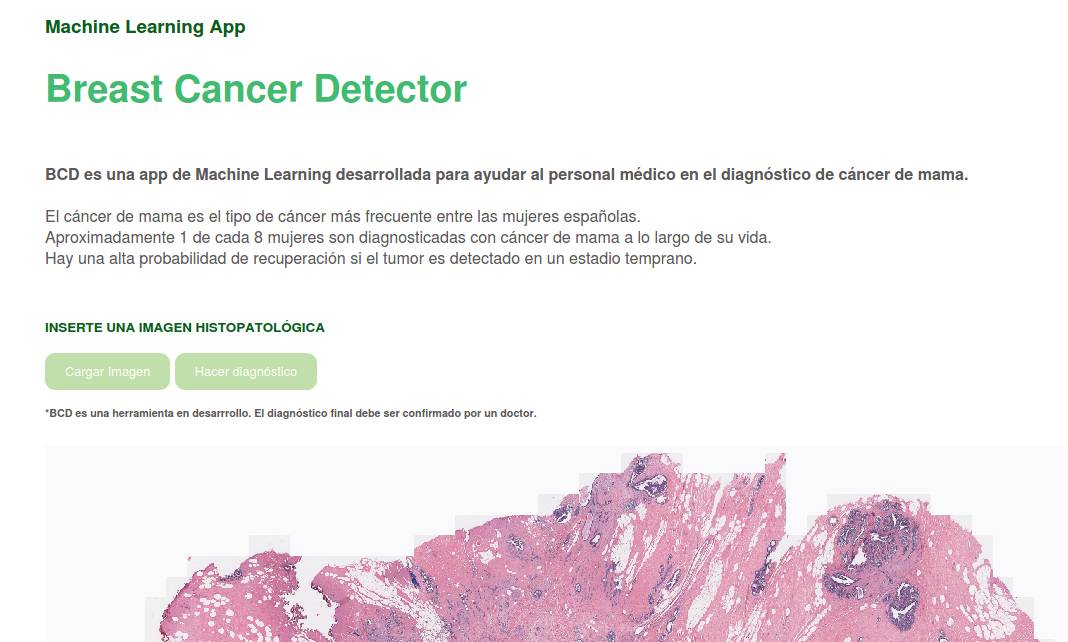 Machine Learning App
Breast Cancer Detector
BCD es una app de Machine Learning desarrollada para ayudar al personal médico en el diagnóstico de cáncer de mama.
El cáncer de mama es el tipo de cáncer más frecuente entre las mujeres españolas.
Aproximadamente 1 de cada 8 mujeres son diagnosticadas con cáncer de mama a lo largo de su vida.
Hay una alta probabilidad de recuperación si el tumor es detectado en un estadio temprano.
INSERTE UNA IMAGEN HISTOPATOLÓGICA
Cargar Imagen Hacer diagnóstico
*BCD es una herramienta en desarrrollo. El diagnóstico final debe ser confirmado por un doctor.